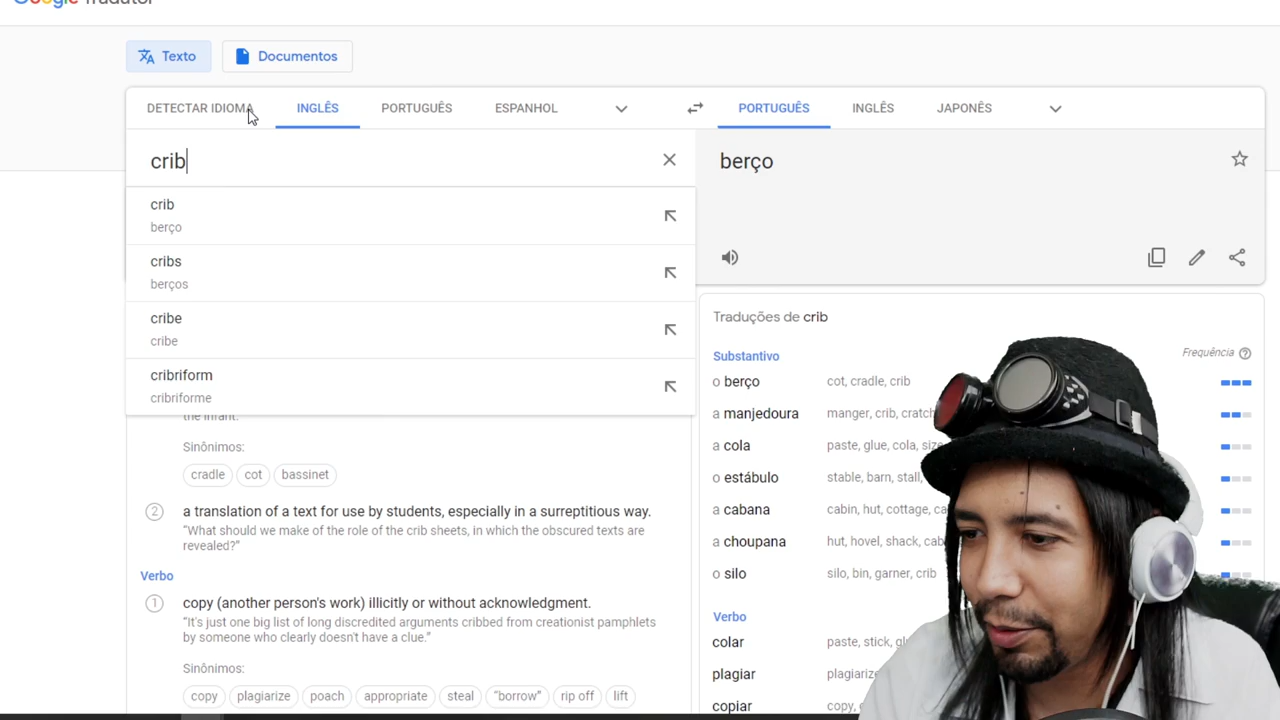 Google Tradutor
Texto
Documentos
DETECTAR IDIOMA
INGLÊS
PORTUGUÊS
ESPANHOL
PORTUGUÊS
INGLÊS
JAPONÊS
crib
berço
crib
berço
cribs
berços
cribe
cribe
cribriform
cribriforme
the infant.
Sinônimos:
cradle
cot
bassinet
2
a translation of a text for use by students, especially in a surreptitious way.
"What should we make of the role of the crib sheets, in which the obscured texts are
revealed?"
Verbo
1
copy (another person's work) illicitly or without acknowledgment.
"It's just one big list of long discredited arguments cribbed from creationist pamphlets
by someone who clearly doesn't have a clue."
Sinônimos:
copy
plagiarize
poach
appropriate
steal
"borrow"
rip off
lift
Traduções de crib
Substantivo
Frequência
o berço cot, cradle, crib
a manjedoura manger, crib, cratch
a cola paste, glue, cola,
o estábulo stable, barn, stall,
a cabana cabin, hut, cottage,
a choupana hut, hovel, shack,
o silo silo, bin, garner, crib
Verbo
colar paste, stick,
plagiar plagiarize
copiar copy,